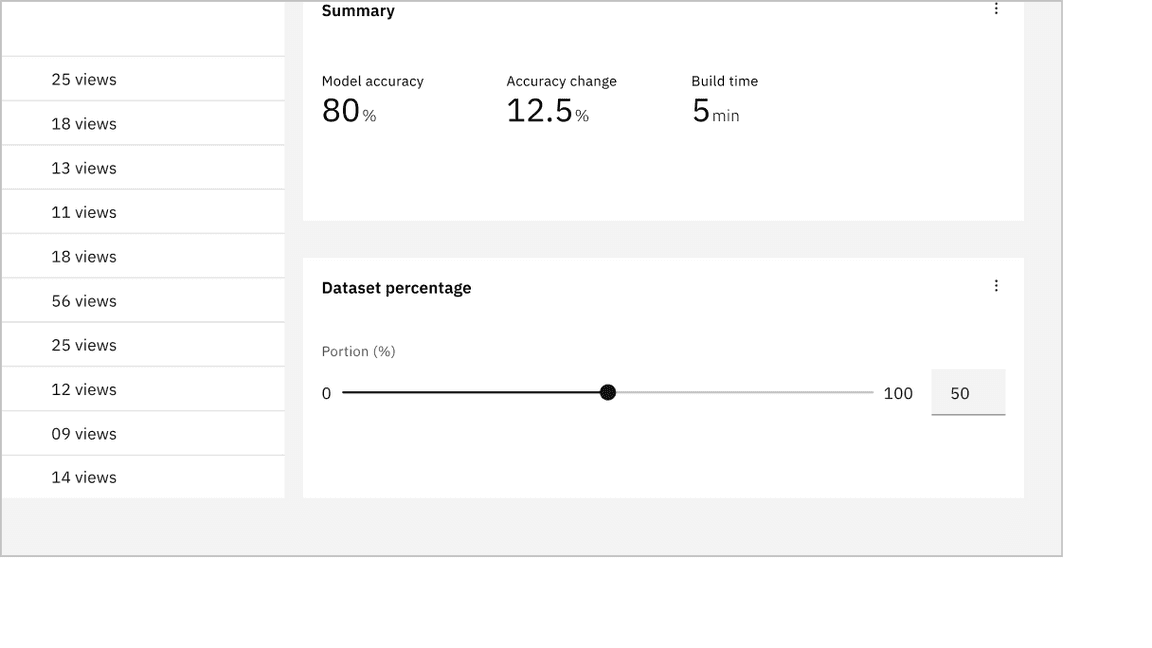 25 views
18 views
13 views
11 views
18 views
56 views
25 views
12 views
09 views
14 views
Summary
Model accuracy
80%
Accuracy change
12.5%
Build time
5min
Dataset percentage
Portion (%)
0 100 50